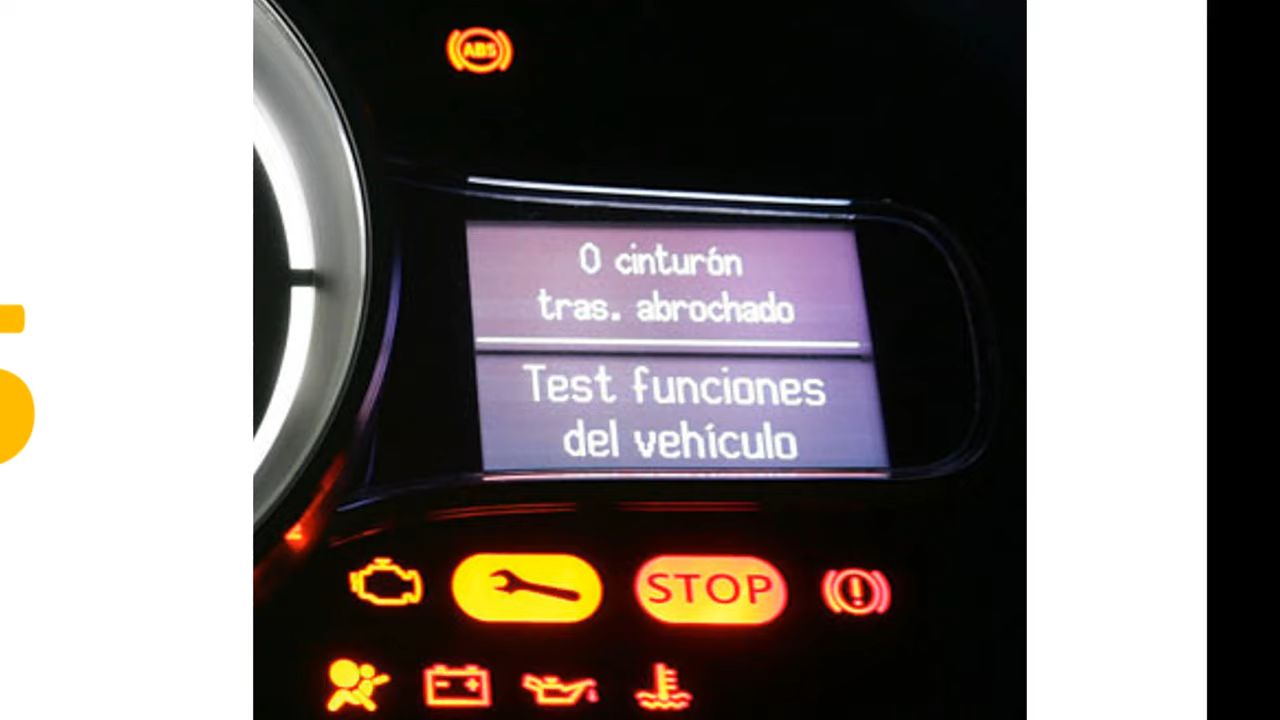 ABS
0 cinturón
tras. abrochado
Test funciones
del vehículo
STOP